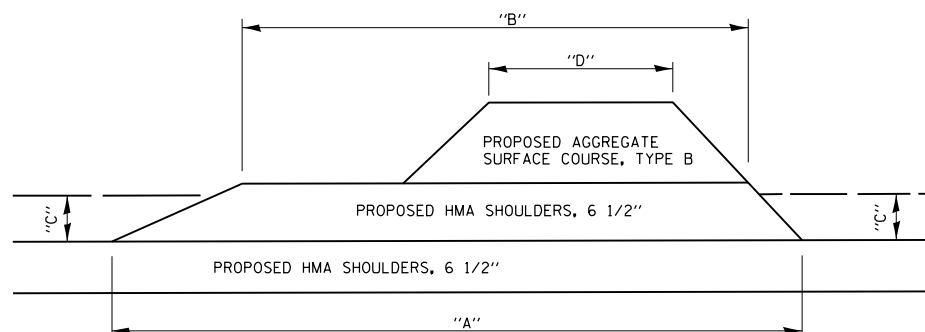 "B"
"D"
PROPOSED AGGREGATE
SURFACE COURSE, TYPE B
"C"
PROPOSED HMA SHOULDERS, 6 1/2"
"C"
PROPOSED HMA SHOULDERS, 6 1/2"
"A"